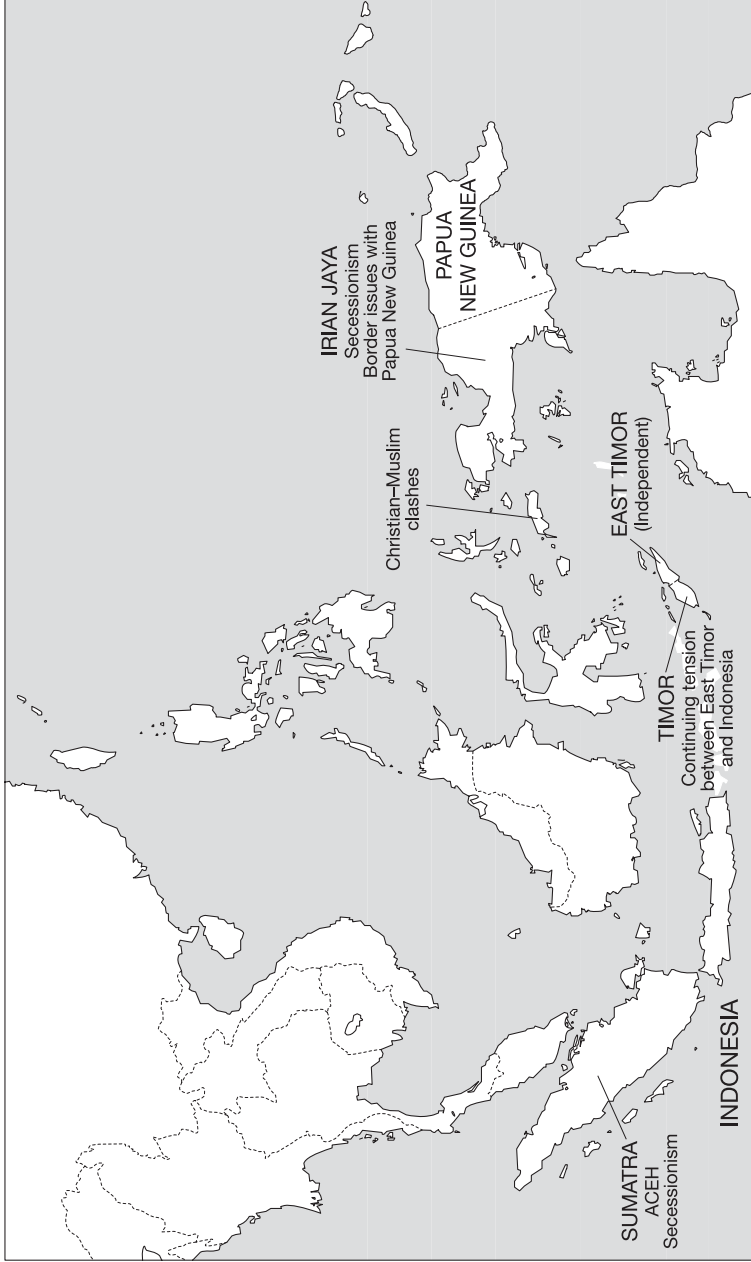 IRIAN JAYA
Secessionism
Border issues with
Papua New Guinea
PAPUA
NEW GUINEA
Christian–Muslim
clashes
EAST TIMOR
(Independent)
TIMOR
Continuing tension
between East Timor
and Indonesia
SUMATRA
ACEH
Secessionism
INDONESIA